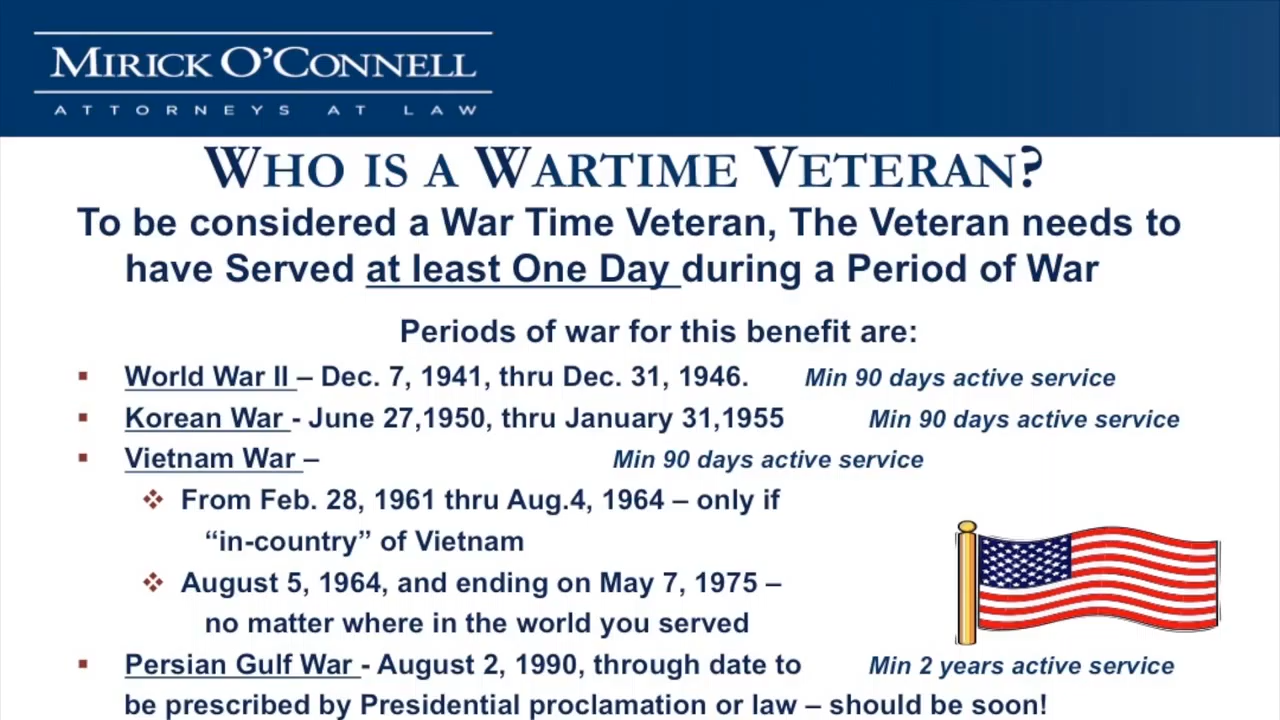 MIRICK O’CONNELL
ATTORNEYS AT LAW
WHO IS A WARTIME VETERAN?
To be considered a War Time Veteran, The Veteran needs to
have Served at least One Day during a Period of War
Periods of war for this benefit are:
▪ World War II – Dec. 7, 1941, thru Dec. 31, 1946. Min 90 days active service
▪ Korean War - June 27,1950, thru January 31,1955 Min 90 days active service
▪ Vietnam War – Min 90 days active service
❖ From Feb. 28, 1961 thru Aug.4, 1964 – only if
“in-country” of Vietnam
❖ August 5, 1964, and ending on May 7, 1975 –
no matter where in the world you served
▪ Persian Gulf War - August 2, 1990, through date to Min 2 years active service
be prescribed by Presidential proclamation or law – should be soon!